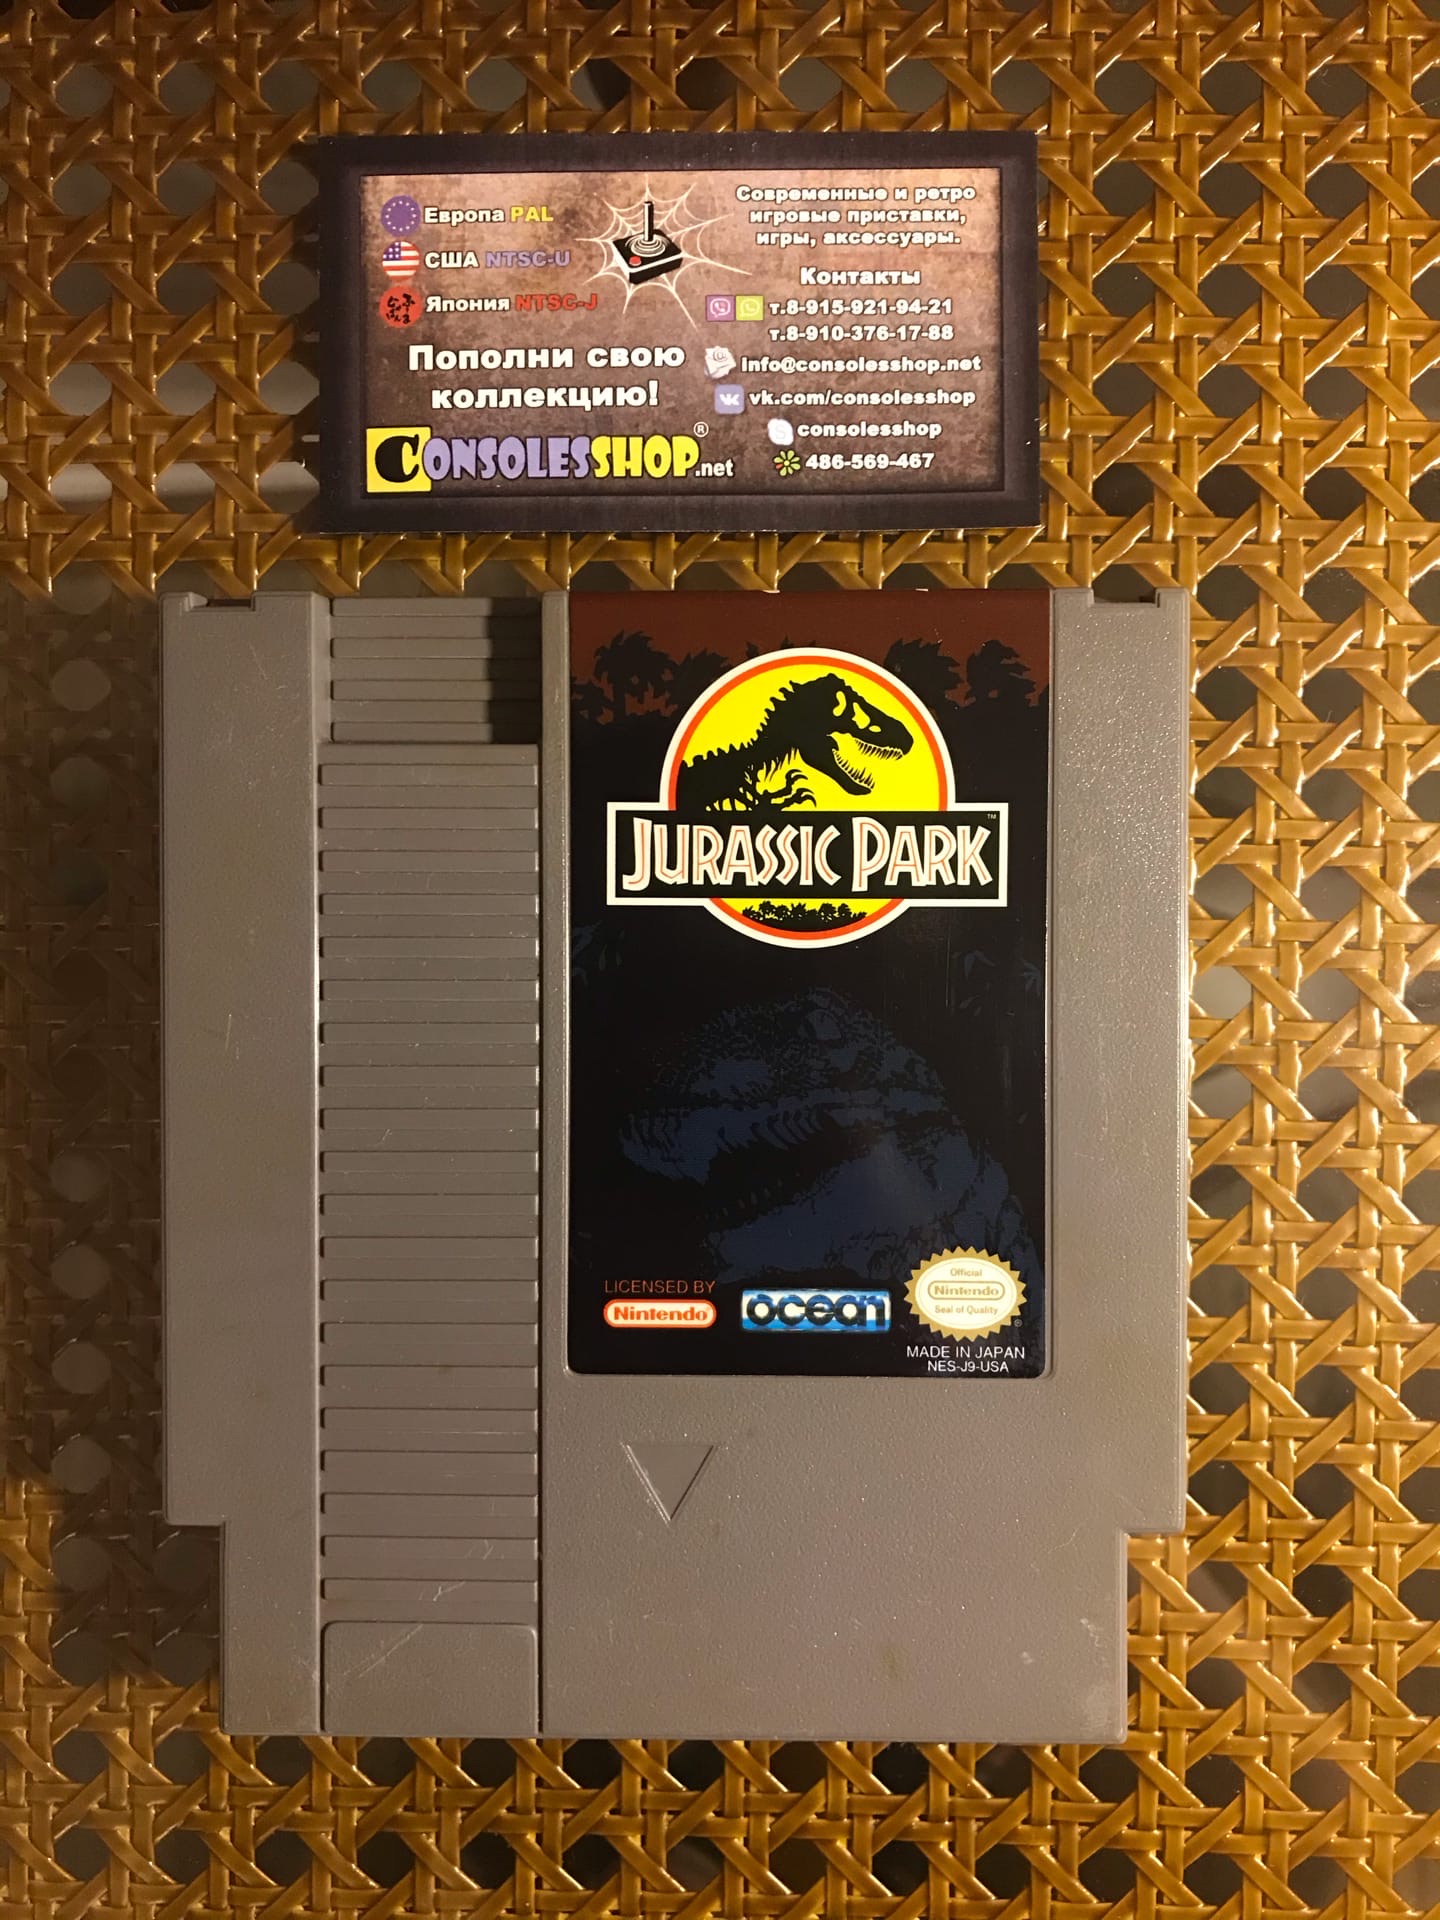 Европа PAL
США NTSC-U
Япония NTSC-J
Пополни свою
коллекцию!
CONSOLESSHOP.net
®
Современные и ретро
игровые приставки,
игры, аксессуары.
Контакты
т.8-915-921-94-21
т.8-910-376-17-88
info@consolesshop.net
vk.com/consolesshop
consolesshop
486-569-467
JURASSIC PARK
™
LICENSED BY
Nintendo®
ocean
Official
Nintendo
Seal of Quality
®
MADE IN JAPAN
NES-J9-USA